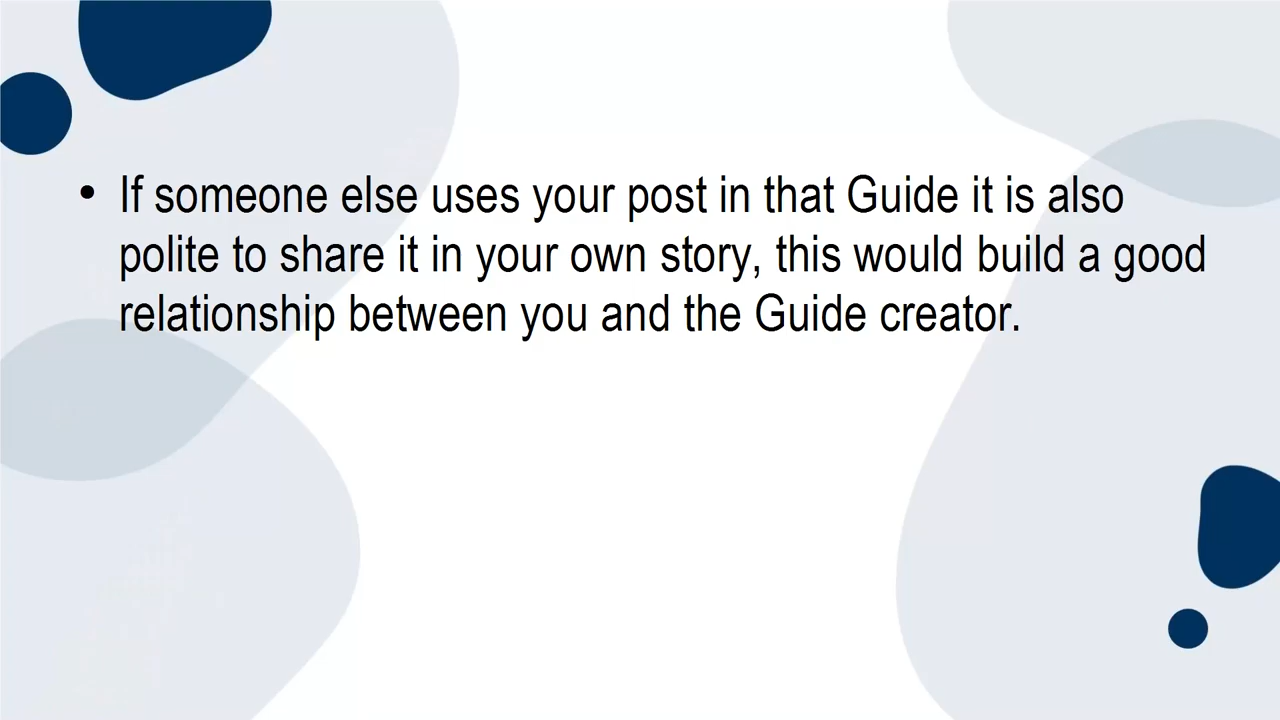 • If someone else uses your post in that Guide it is also
polite to share it in your own story, this would build a good
relationship between you and the Guide creator.